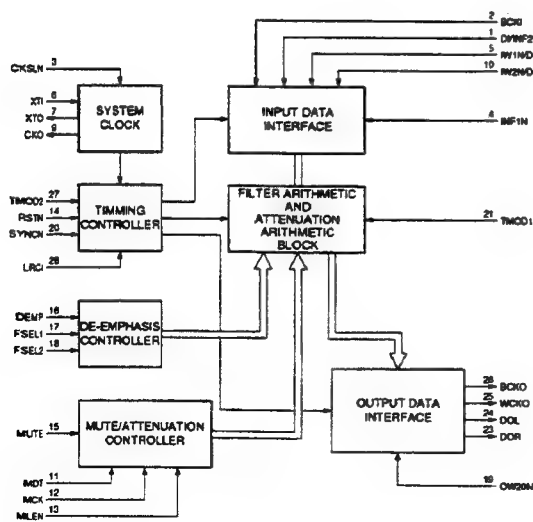 2
BCKI
1
DI/INF2
5
IW1N/D
10
IW2N/D
3
CKSLN
6
XTI
7
XTO
9
CKO
SYSTEM
CLOCK
INPUT DATA
INTERFACE
4
INF1N
27
TMOD2
14
RSTN
20
SYNCN
28
LRCI
TIMMING
CONTROLLER
FILTER ARITHMETIC
AND
ATTENUATION
ARITHMETIC
BLOCK
21
TMOD1
16
DEMP
17
FSEL1
18
FSEL2
DE-EMPHASIS
CONTROLLER
OUTPUT DATA
INTERFACE
26
BCKO
25
WCKO
24
DOL
23
DOR
15
MUTE
MUTE/ATTENUATION
CONTROLLER
11
MDT
12
MCK
13
MLEN
19
OW20N